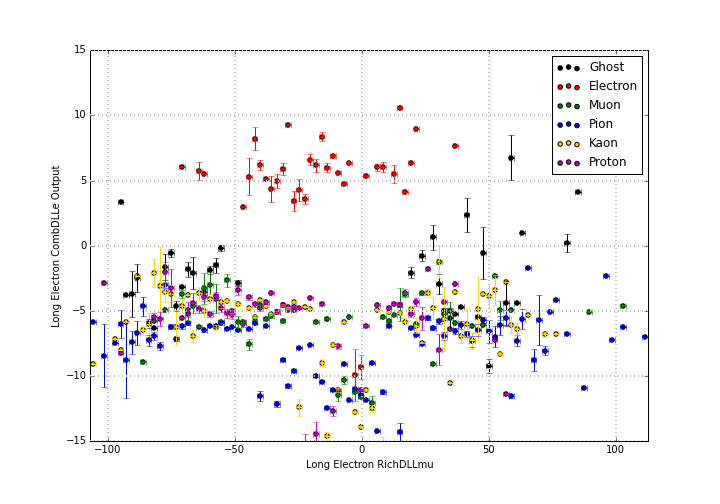 15
10
5
0
−5
−10
−15
−100
−50
0
50
100
Long Electron CombDLLe Output
Long Electron RichDLLmu
Ghost
Electron
Muon
Pion
Kaon
Proton